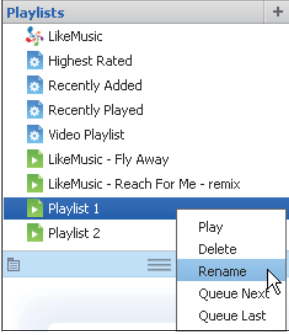 Playlists +
LikeMusic
Highest Rated
Recently Added
Recently Played
Video Playlist
LikeMusic - Fly Away
LikeMusic - Reach For Me - remix
Playlist 1
Playlist 2
Play
Delete
Rename
Queue Next
Queue Last